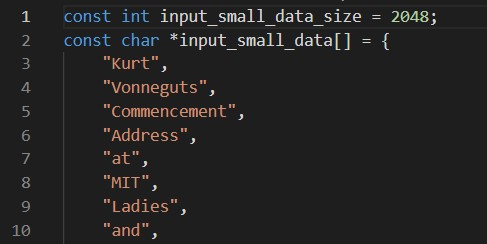 1 const int input_small_data_size = 2048;
2 const char *input_small_data[] = {
3 "Kurt",
4 "Vonneguts",
5 "Commencement",
6 "Address",
7 "at",
8 "MIT",
9 "Ladies",
10 "and",